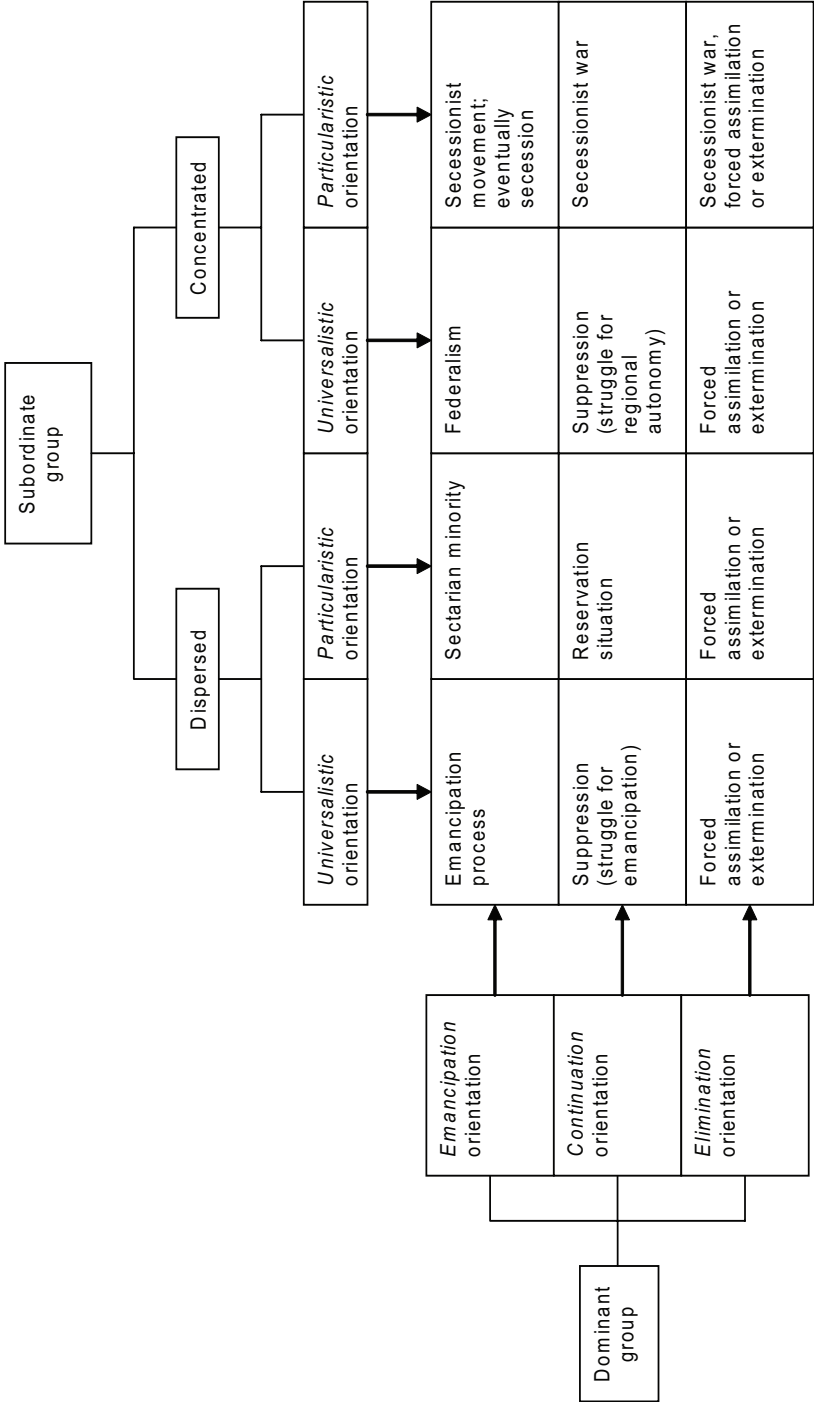 Subordinate
group
Dispersed
Concentrated
Universalistic
orientation
Particularistic
orientation
Universalistic
orientation
Particularistic
orientation
Dominant
group
Emancipation
orientation
Emancipation
process
Sectarian minority
Federalism
Secessionist
movement;
eventually
secession
Continuation
orientation
Suppression
(struggle for
emancipation)
Reservation
situation
Suppression
(struggle for
regional
autonomy)
Secessionist war
Elimination
orientation
Forced
assimilation or
extermination
Forced
assimilation or
extermination
Forced
assimilation or
extermination
Secessionist war,
forced assimilation
or extermination